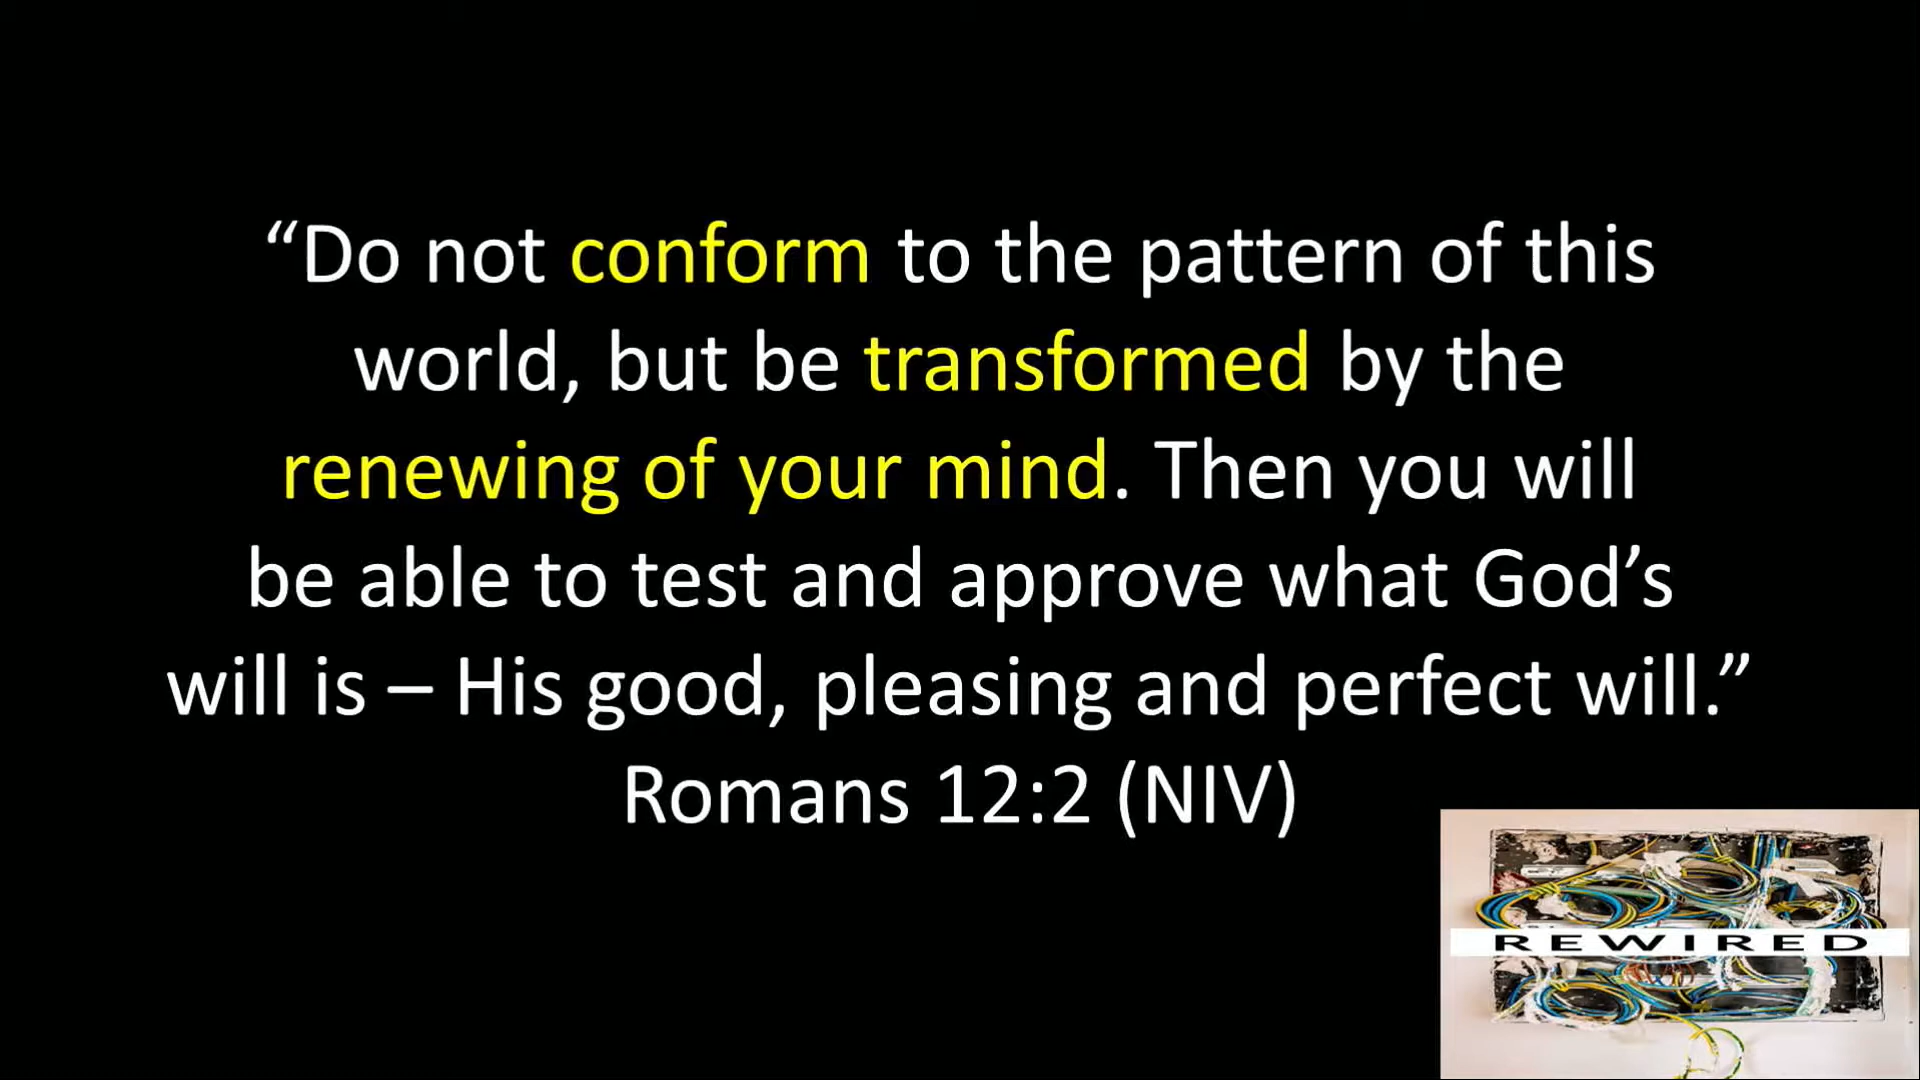 “Do not conform to the pattern of this
world, but be transformed by the
renewing of your mind. Then you will
be able to test and approve what God’s
will is – His good, pleasing and perfect will.”
Romans 12:2 (NIV)
REWIRED